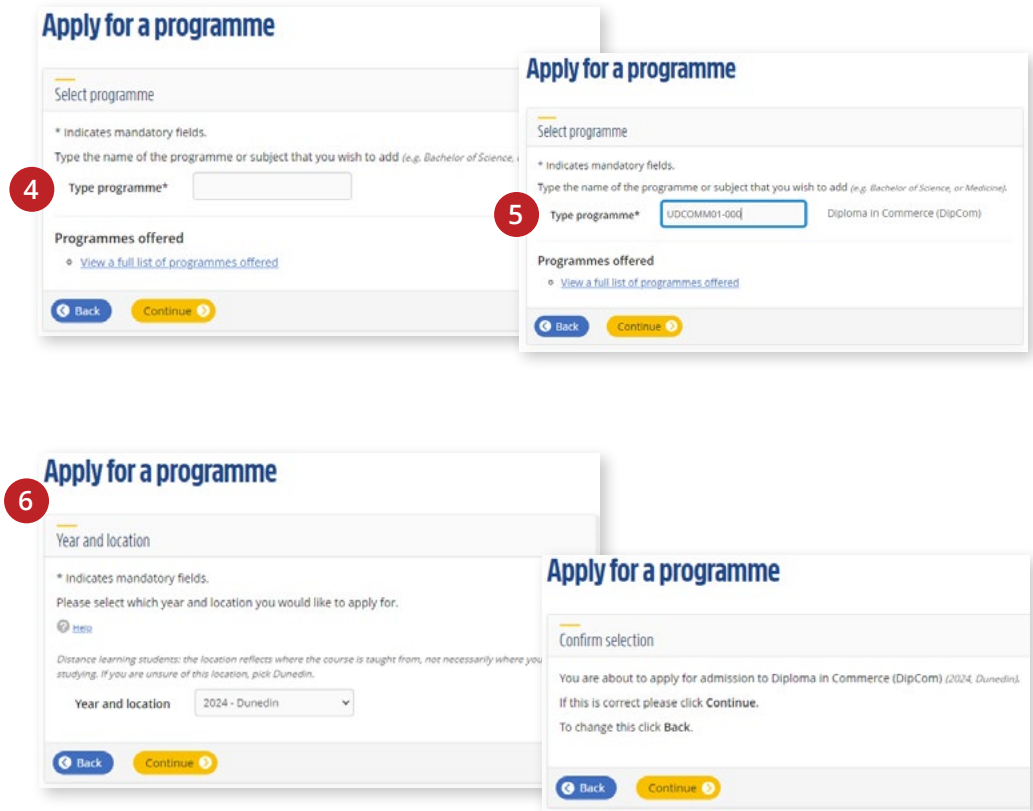 Apply for a programme
Select programme
* Indicates mandatory fields.
Type the name of the programme or subject that you wish to add (e.g. Bachelor of Science,
4
Type programme*
Programmes offered
View a full list of programmes offered
Back
Continue
Apply for a programme
Select programme
* Indicates mandatory fields.
Type the name of the programme or subject that you wish to add (e.g. Bachelor of Science, or Medicine).
5
Type programme* UDCOMM01-000 Diploma in Commerce (DipCom)
Programmes offered
View a full list of programmes offered
Back
Continue
Apply for a programme
6
Year and location
* Indicates mandatory fields.
Please select which year and location you would like to apply for.
Help
Distance learning students: the location reflects where the course is taught from, not necessarily where you
studying. If you are unsure of this location, pick Dunedin.
Year and location 2024 - Dunedin
Back
Continue
Apply for a programme
Confirm selection
You are about to apply for admission to Diploma in Commerce (DipCom) (2024, Dunedin).
If this is correct please click Continue.
To change this click Back.
Back
Continue